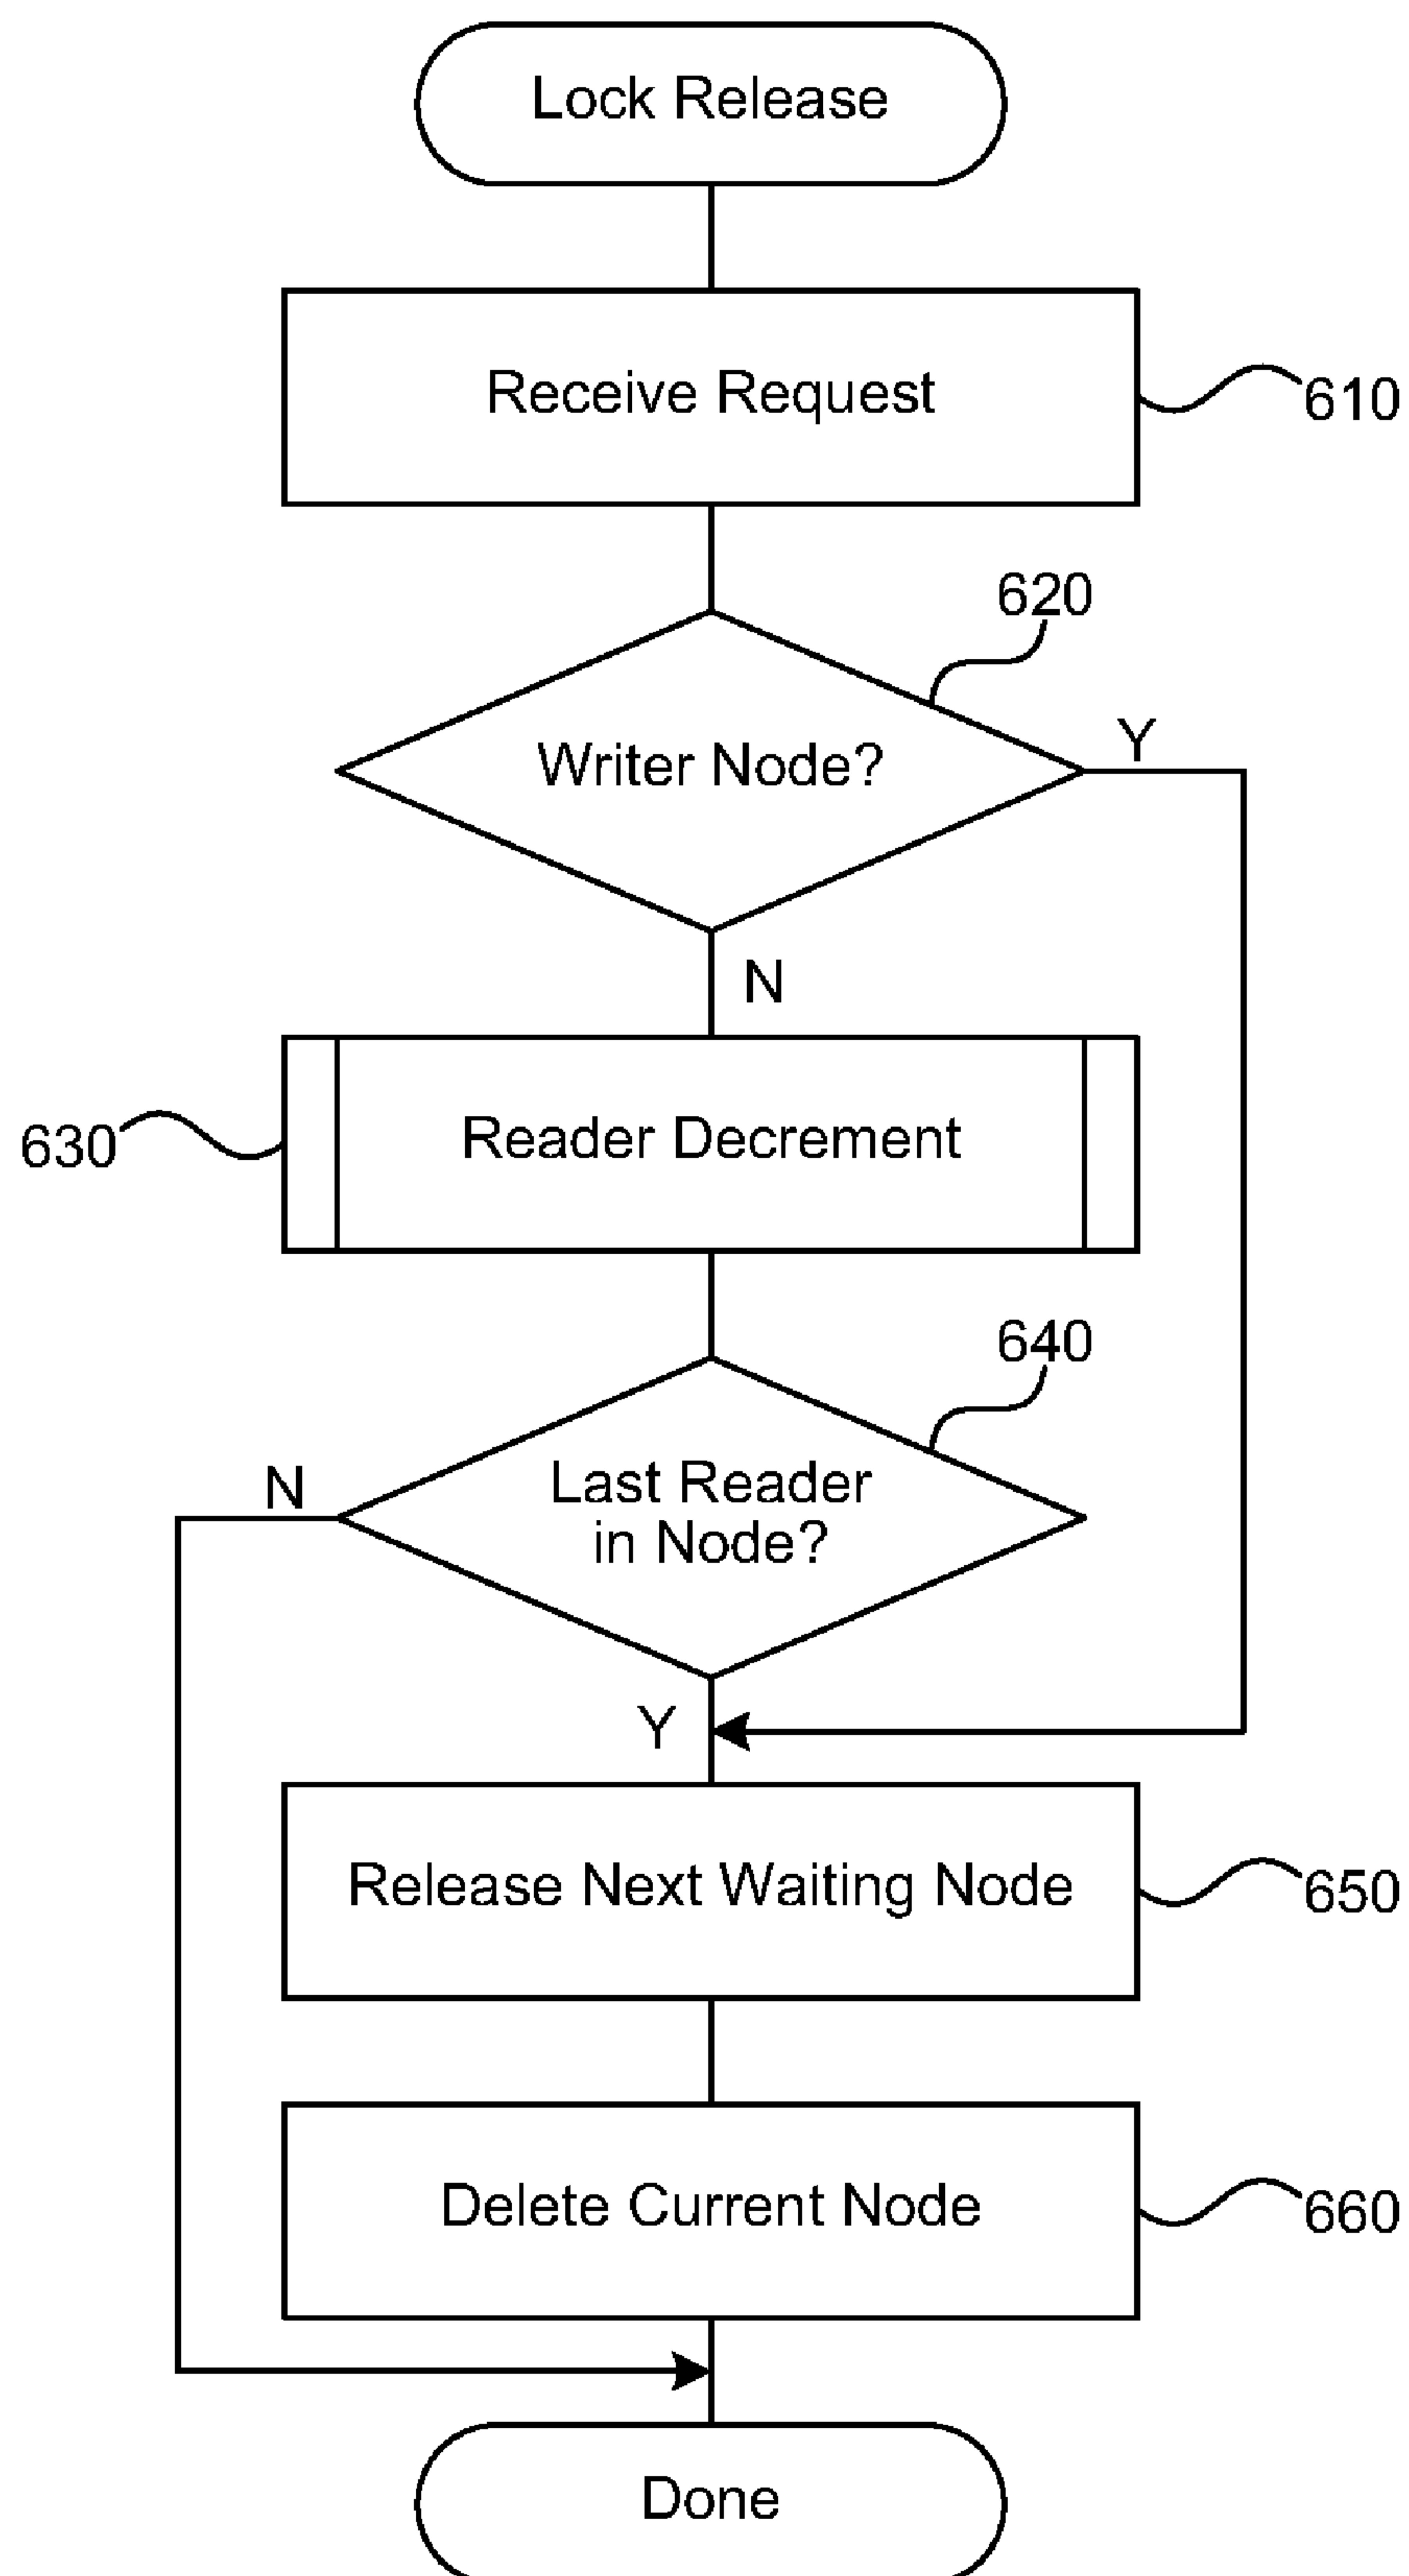 Lock Release
Receive Request
610
620
Writer Node?
Y
N
630
Reader Decrement
640
N
Last Reader
in Node?
Y
Release Next Waiting Node
650
Delete Current Node
660
Done